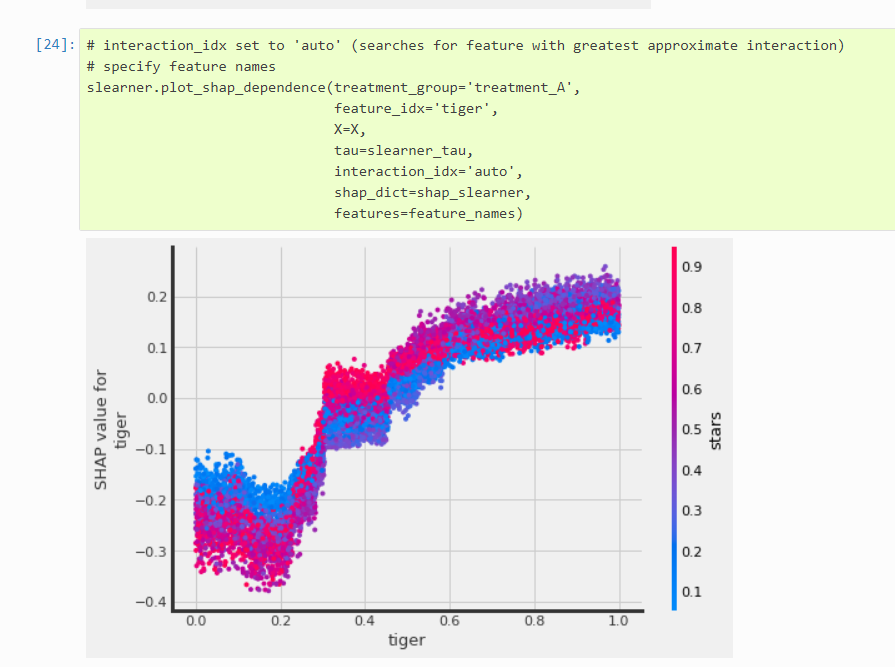 [24]: # interaction_idx set to 'auto' (searches for feature with greatest approximate interaction)
# specify feature names
slearner.plot_shap_dependence(treatment_group='treatment_A',
feature_idx='tiger',
X=X,
tau=slearner_tau,
interaction_idx='auto',
shap_dict=shap_slearner,
features=feature_names)
0.2
0.1
0.0
−0.1
−0.2
−0.3
−0.4
SHAP value for
tiger
0.0 0.2 0.4 0.6 0.8 1.0
tiger
0.9
0.8
0.7
0.6
0.5
0.4
0.3
0.2
0.1
stars